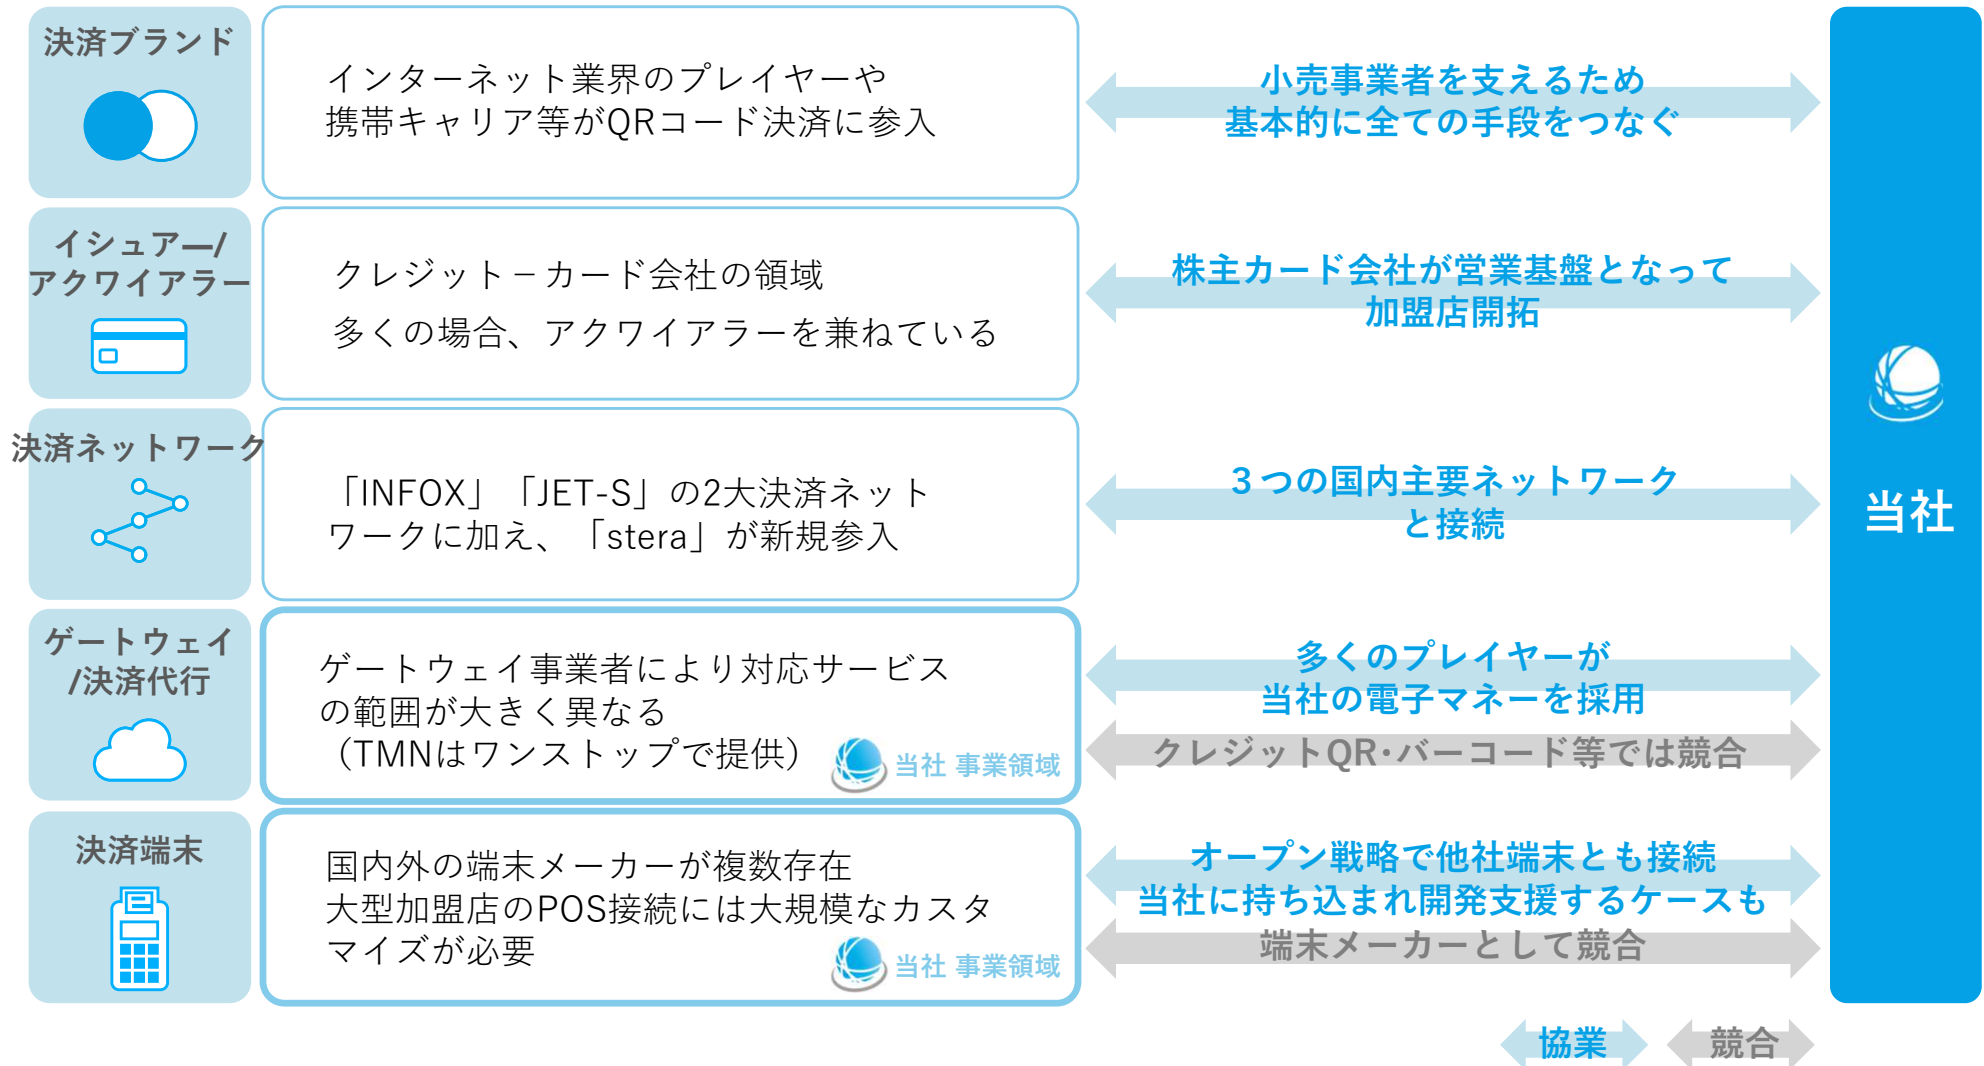 決済ブランド
インターネット業界のプレイヤーや
携帯キャリア等がQRコード決済に参入
小売事業者を支えるため
基本的に全ての手段をつなぐ
イシュアー/
アクワイアラー
クレジット－カード会社の領域
多くの場合、アクワイアラーを兼ねている
株主カード会社が営業基盤となって
加盟店開拓
決済ネットワーク
「INFOX」「JET-S」の2大決済ネット
ワークに加え、「stera」が新規参入
３つの国内主要ネットワーク
と接続
ゲートウェイ
/決済代行
ゲートウェイ事業者により対応サービス
の範囲が大きく異なる
（TMNはワンストップで提供）
当社 事業領域
多くのプレイヤーが
当社の電子マネーを採用
クレジットQR･バーコード等では競合
決済端末
国内外の端末メーカーが複数存在
大型加盟店のPOS接続には大規模なカスタ
マイズが必要
当社 事業領域
オープン戦略で他社端末とも接続
当社に持ち込まれ開発支援するケースも
端末メーカーとして競合
当社
協業
競合